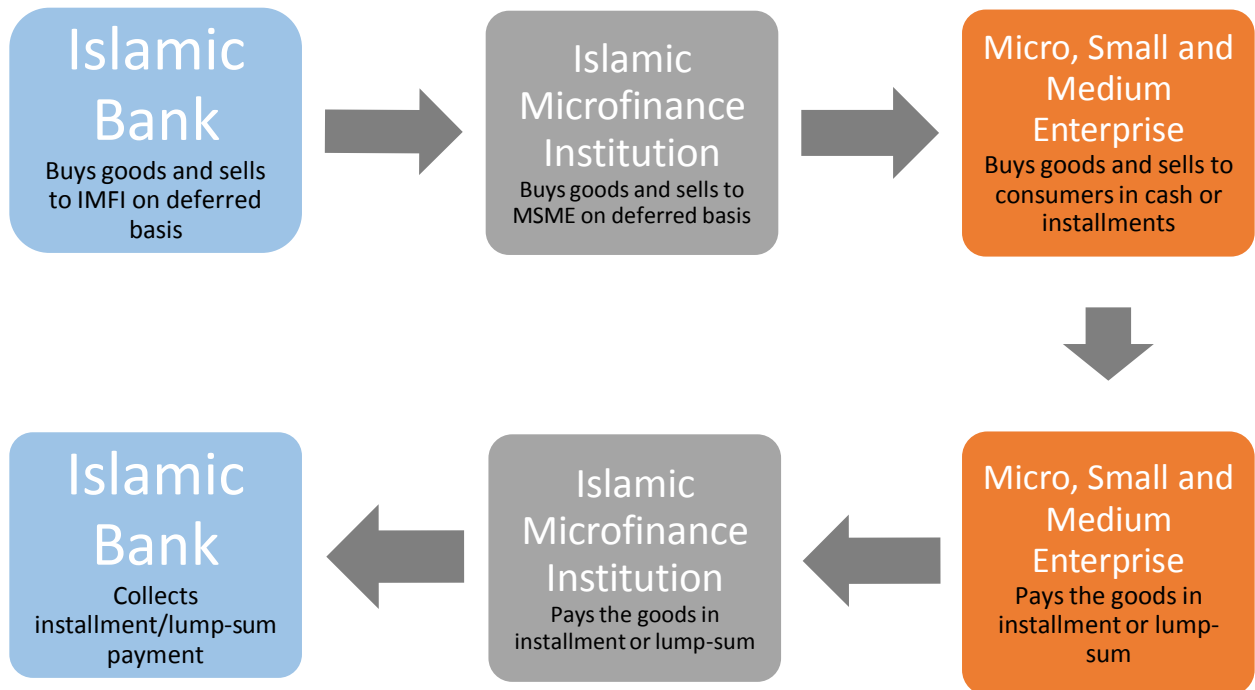 Islamic
Bank
Buys goods and sells
to IMFI on deferred
basis
Islamic
Microfinance
Institution
Buys goods and sells to
MSME on deferred basis
Micro, Small and
Medium
Enterprise
Buys goods and sells to
consumers in cash or
installments
Islamic
Bank
Collects
installment/lump-sum
payment
Islamic
Microfinance
Institution
Pays the goods in
installment or lump-sum
Micro, Small and
Medium
Enterprise
Pays the goods in
installment or lump-
sum